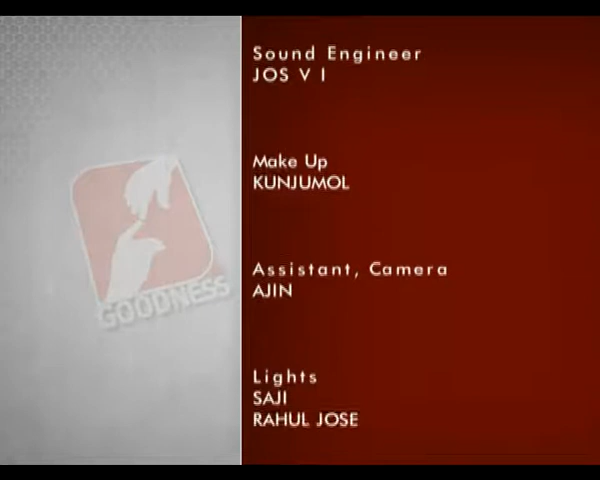 Sound Engineer
JOS V I
Make Up
KUNJUMOL
Assistant, Camera
AJIN
Lights
SAJI
RAHUL JOSE
GOODNESS